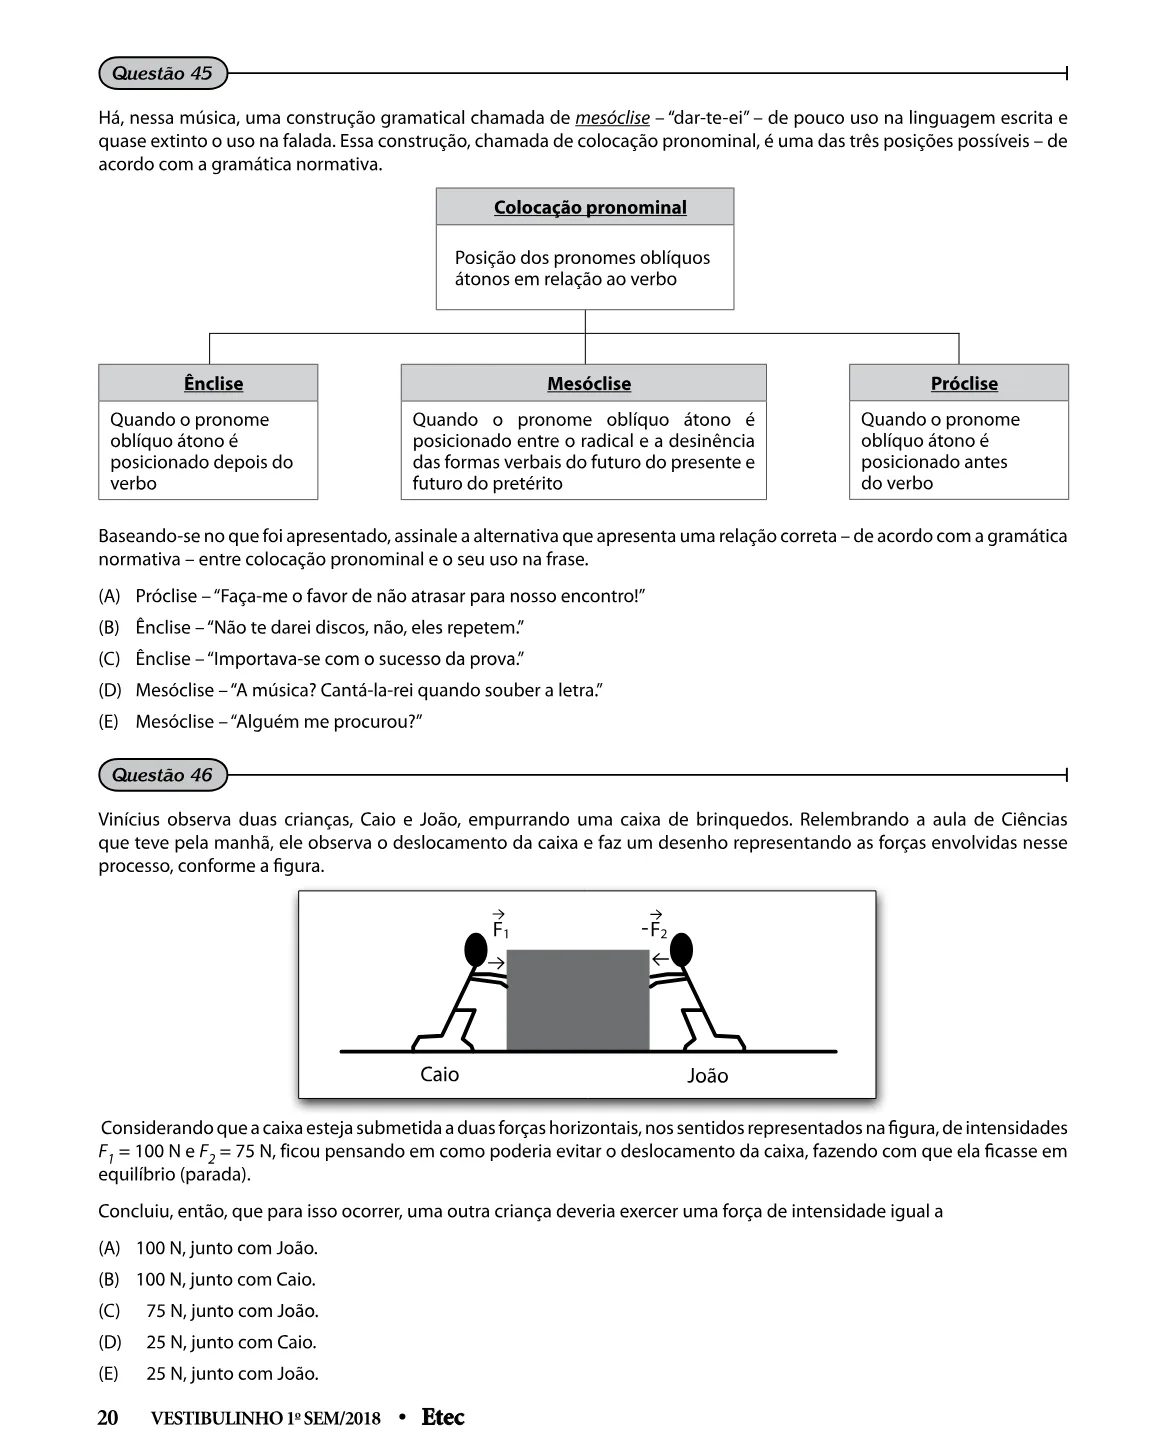 Questão 45
Há, nessa música, uma construção gramatical chamada de mesóclise – “dar-te-ei” – de pouco uso na linguagem escrita e
quase extinto o uso na falada. Essa construção, chamada de colocação pronominal, é uma das três posições possíveis – de
acordo com a gramática normativa.
Colocação pronominal
Posição dos pronomes oblíquos
átonos em relação ao verbo
Ênclise
Quando o pronome
oblíquo átono é
posicionado depois do
verbo
Mesóclise
Quando o pronome oblíquo átono é
posicionado entre o radical e a desinência
das formas verbais do futuro do presente e
futuro do pretérito
Próclise
Quando o pronome
oblíquo átono é
posicionado antes
do verbo
Baseando-se no que foi apresentado, assinale a alternativa que apresenta uma relação correta – de acordo com a gramática
normativa – entre colocação pronominal e o seu uso na frase.
(A) Próclise – “Faça-me o favor de não atrasar para nosso encontro!”
(B) Ênclise – “Não te darei discos, não, eles repetem.”
(C) Ênclise – “Importava-se com o sucesso da prova.”
(D) Mesóclise – “A música? Cantá-la-rei quando souber a letra.”
(E) Mesóclise – “Alguém me procurou?”
Questão 46
Vinícius observa duas crianças, Caio e João, empurrando uma caixa de brinquedos. Relembrando a aula de Ciências
que teve pela manhã, ele observa o deslocamento da caixa e faz um desenho representando as forças envolvidas nesse
processo, conforme a figura.
F1 -F2
Caio João
Considerando que a caixa esteja submetida a duas forças horizontais, nos sentidos representados na figura, de intensidades
F1 = 100 N e F2 = 75 N, ficou pensando em como poderia evitar o deslocamento da caixa, fazendo com que ela ficasse em
equilíbrio (parada).
Concluiu, então, que para isso ocorrer, uma outra criança deveria exercer uma força de intensidade igual a
(A) 100 N, junto com João.
(B) 100 N, junto com Caio.
(C) 75 N, junto com João.
(D) 25 N, junto com Caio.
(E) 25 N, junto com João.
20 VESTIBULINHO 1º SEM/2018 • Etec